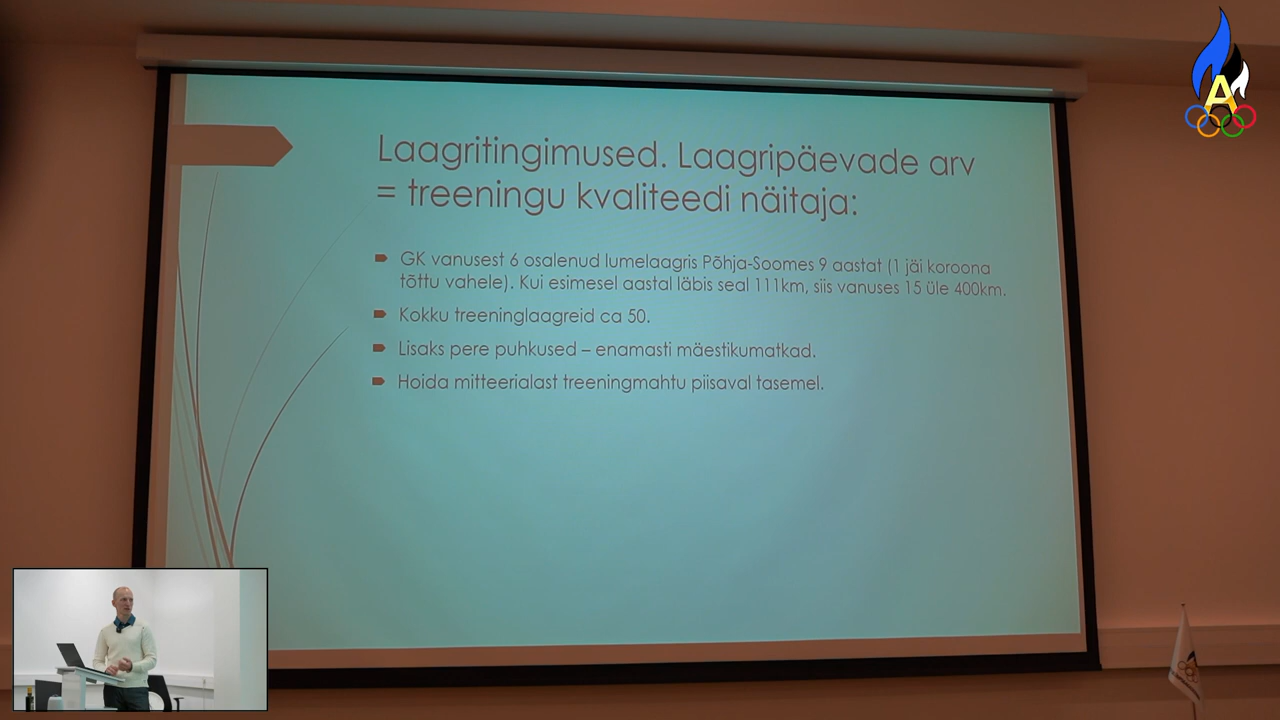 A
Laagritingimused. Laagripäevade arv
= treeningu kvaliteedi näitaja:
GK vanusest 6 osalenud lumelaagris Põhja-Soomes 9 aastat (1 jäi koroona
tõttu vahele). Kui esimesel aastal läbis seal 111km, siis vanuses 15 üle 400km.
Kokku treeninglaagreid ca 50.
Lisaks pere puhkused – enamasti mäestikumatkad.
Hoida mitteerialast treeningmahtu piisaval tasemel.